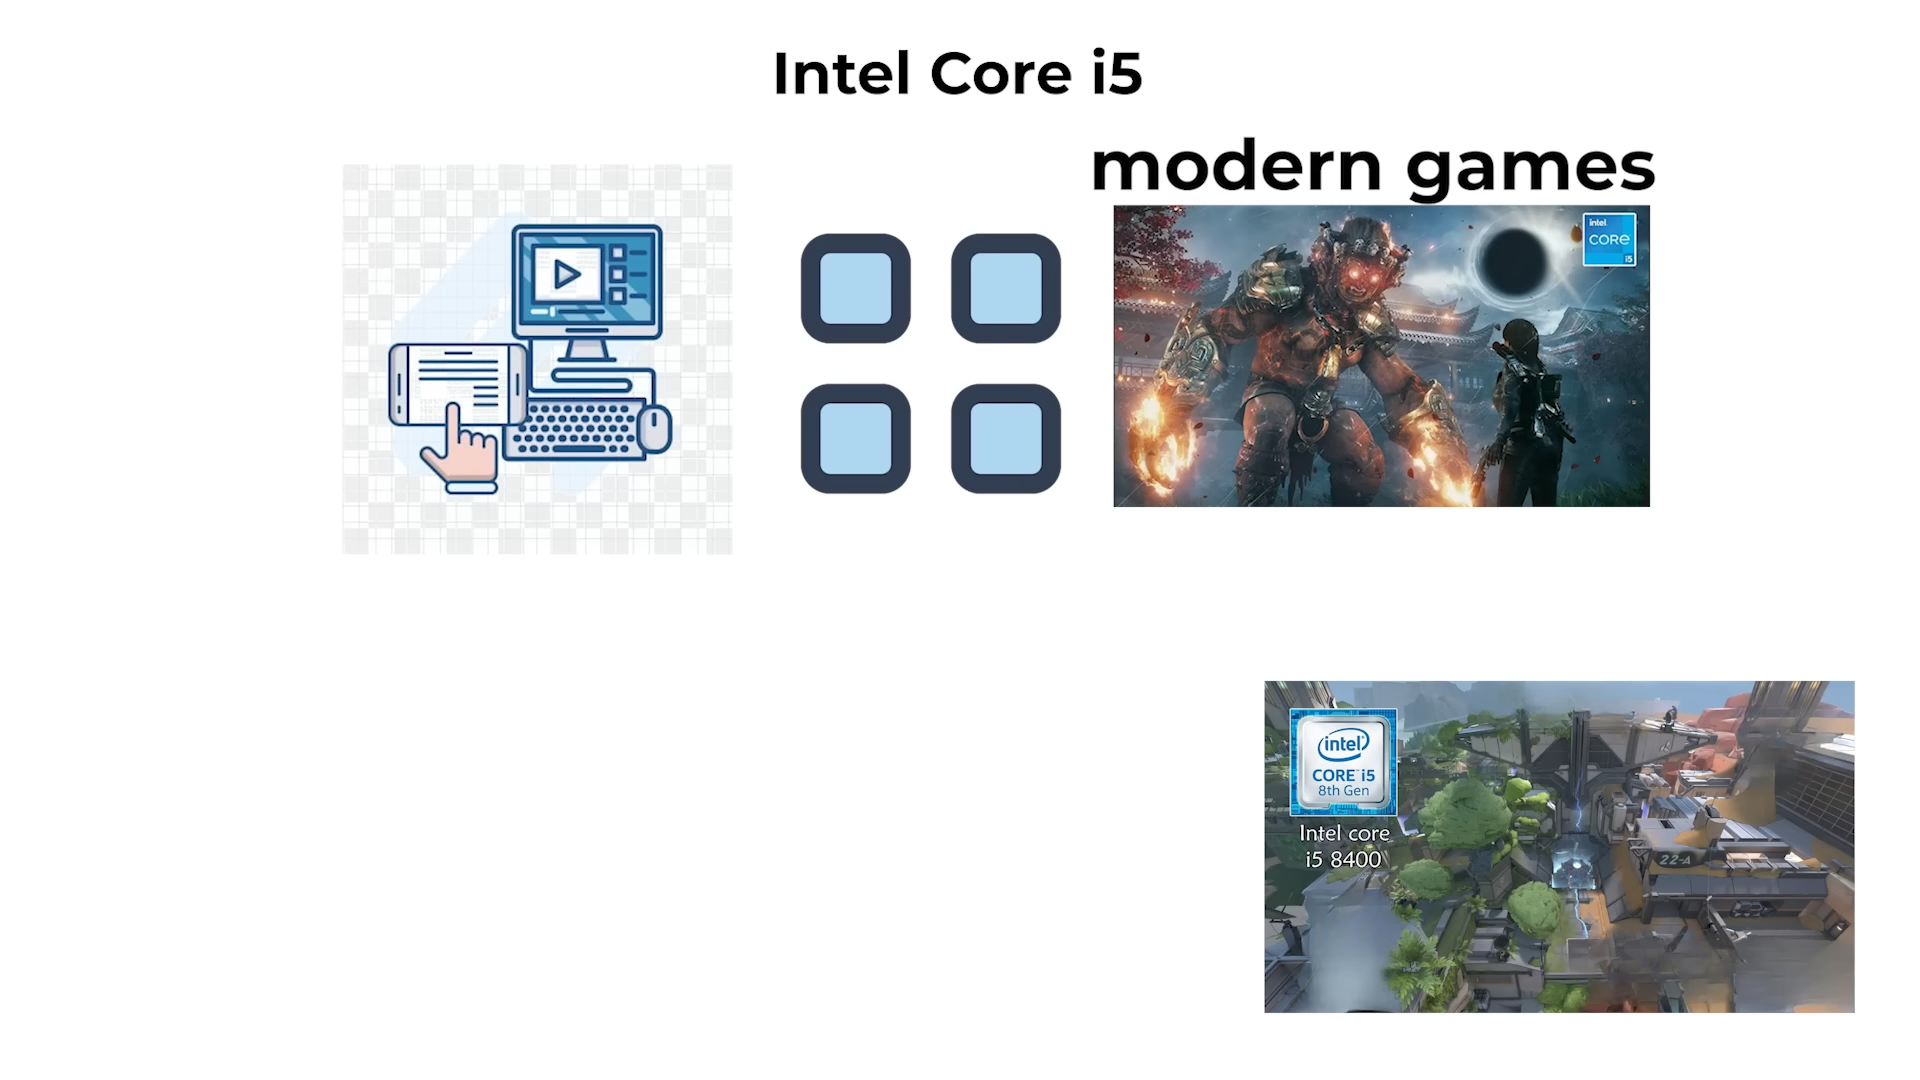 Intel Core i5
modern games
intel
CORE
i5
intel
CORE i5
8th Gen
Intel core
i5 8400
22-A